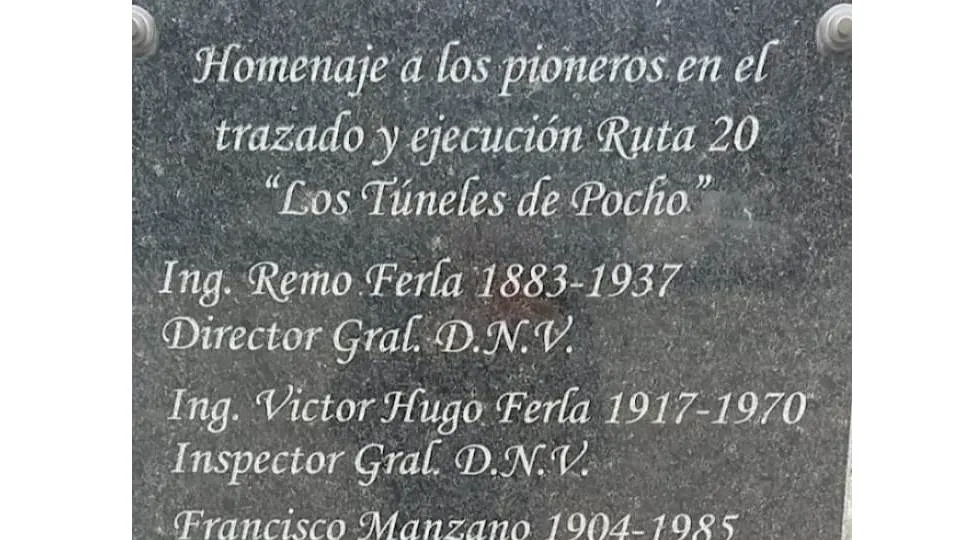 Homenaje a los pioneros en el
trazado y ejecución Ruta 20
“Los Túneles de Pocho”
Ing. Remo Ferla 1883-1937
Director Gral. D.N.V.
Ing. Victor Hugo Ferla 1917-1970
Inspector Gral. D.N.V.
Francisco Manzano 1904-1985